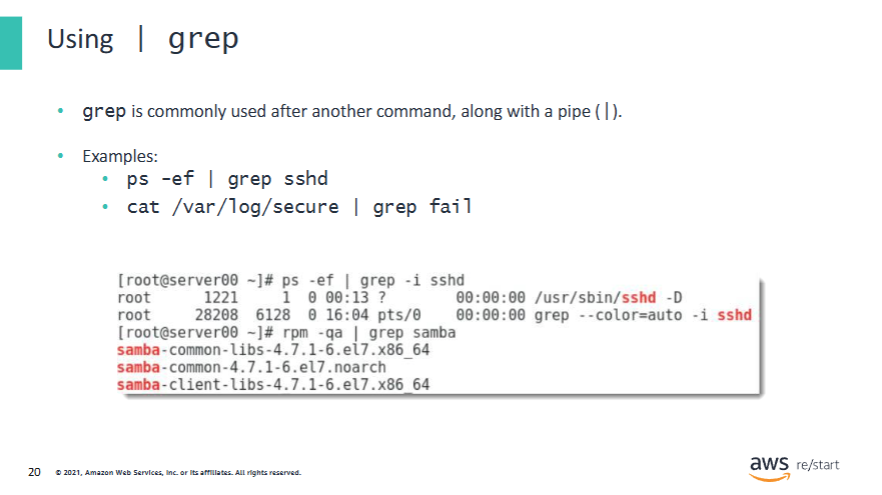 Using | grep
• grep is commonly used after another command, along with a pipe (|).
• Examples:
• ps -ef | grep sshd
• cat /var/log/secure | grep fail
[root@server00 ~]# ps -ef | grep -i sshd
root      1221     1  0 00:13 ?        00:00:00 /usr/sbin/sshd -D
root     28208  6128  0 16:04 pts/0    00:00:00 grep --color=auto -i sshd
[root@server00 ~]# rpm -qa | grep samba
samba-common-libs-4.7.1-6.el7.x86_64
samba-common-4.7.1-6.el7.noarch
samba-client-libs-4.7.1-6.el7.x86_64
20 © 2021, Amazon Web Services, Inc. or its affiliates. All rights reserved.
aws re/start